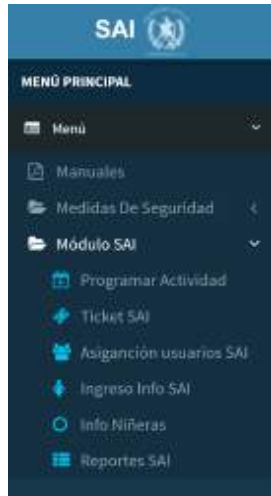 SAI
MENÚ PRINCIPAL
Menú
Manuales
Medidas De Seguridad
Módulo SAI
Programar Actividad
Ticket SAI
Asiganción usuarios SAI
Ingreso Info SAI
Info Niñeras
Reportes SAI